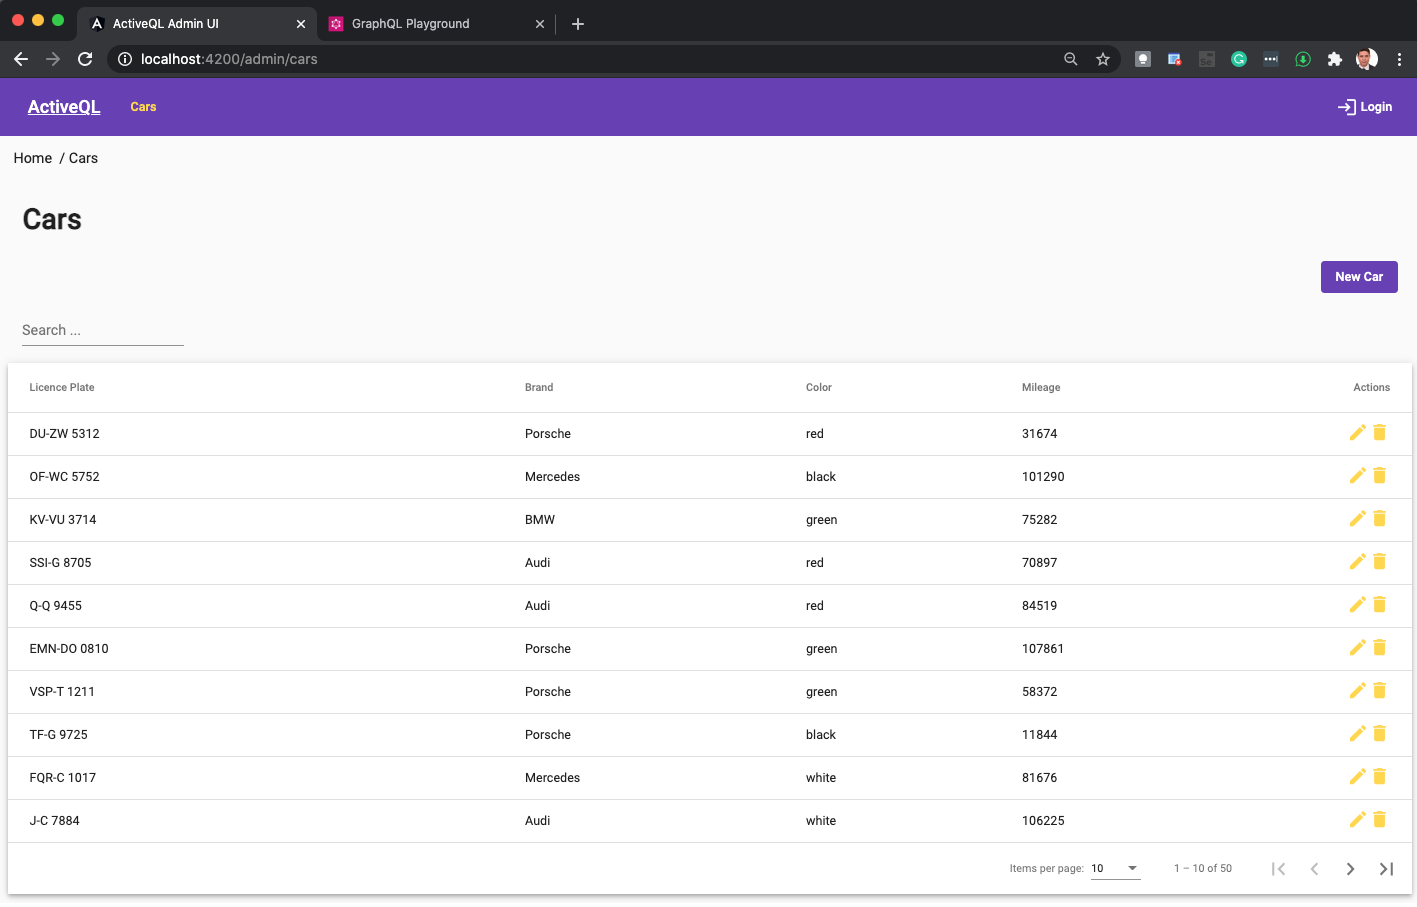 ActiveQL Admin UI
GraphQL Playground
localhost:4200/admin/cars
ActiveQL Cars Login
Home / Cars
Cars
New Car
Search ...
Licence Plate Brand Color Mileage Actions
DU-ZW 5312 Porsche red 31674
OF-WC 5752 Mercedes black 101290
KV-VU 3714 BMW green 75282
SSI-G 8705 Audi red 70897
Q-Q 9455 Audi red 84519
EMN-DO 0810 Porsche green 107861
VSP-T 1211 Porsche green 58372
TF-G 9725 Porsche black 11844
FQR-C 1017 Mercedes white 81676
J-C 7884 Audi white 106225
Items per page: 10 1 – 10 of 50